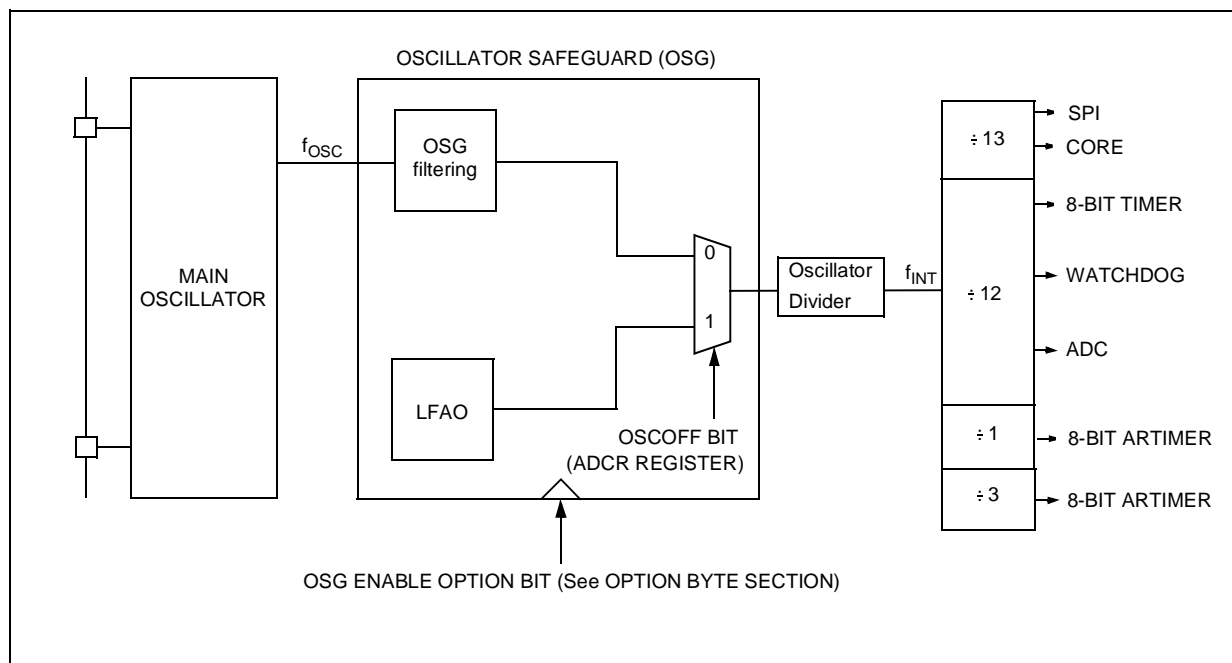 OSCILLATOR SAFEGUARD (OSG)
MAIN
OSCILLATOR
fOSC
OSG
filtering
LFAO
0
1
OSCOFF BIT
(ADCR REGISTER)
Oscillator
Divider
fINT
÷ 13
÷ 12
÷ 1
÷ 3
SPI
CORE
8-BIT TIMER
WATCHDOG
ADC
8-BIT ARTIMER
8-BIT ARTIMER
OSG ENABLE OPTION BIT (See OPTION BYTE SECTION)